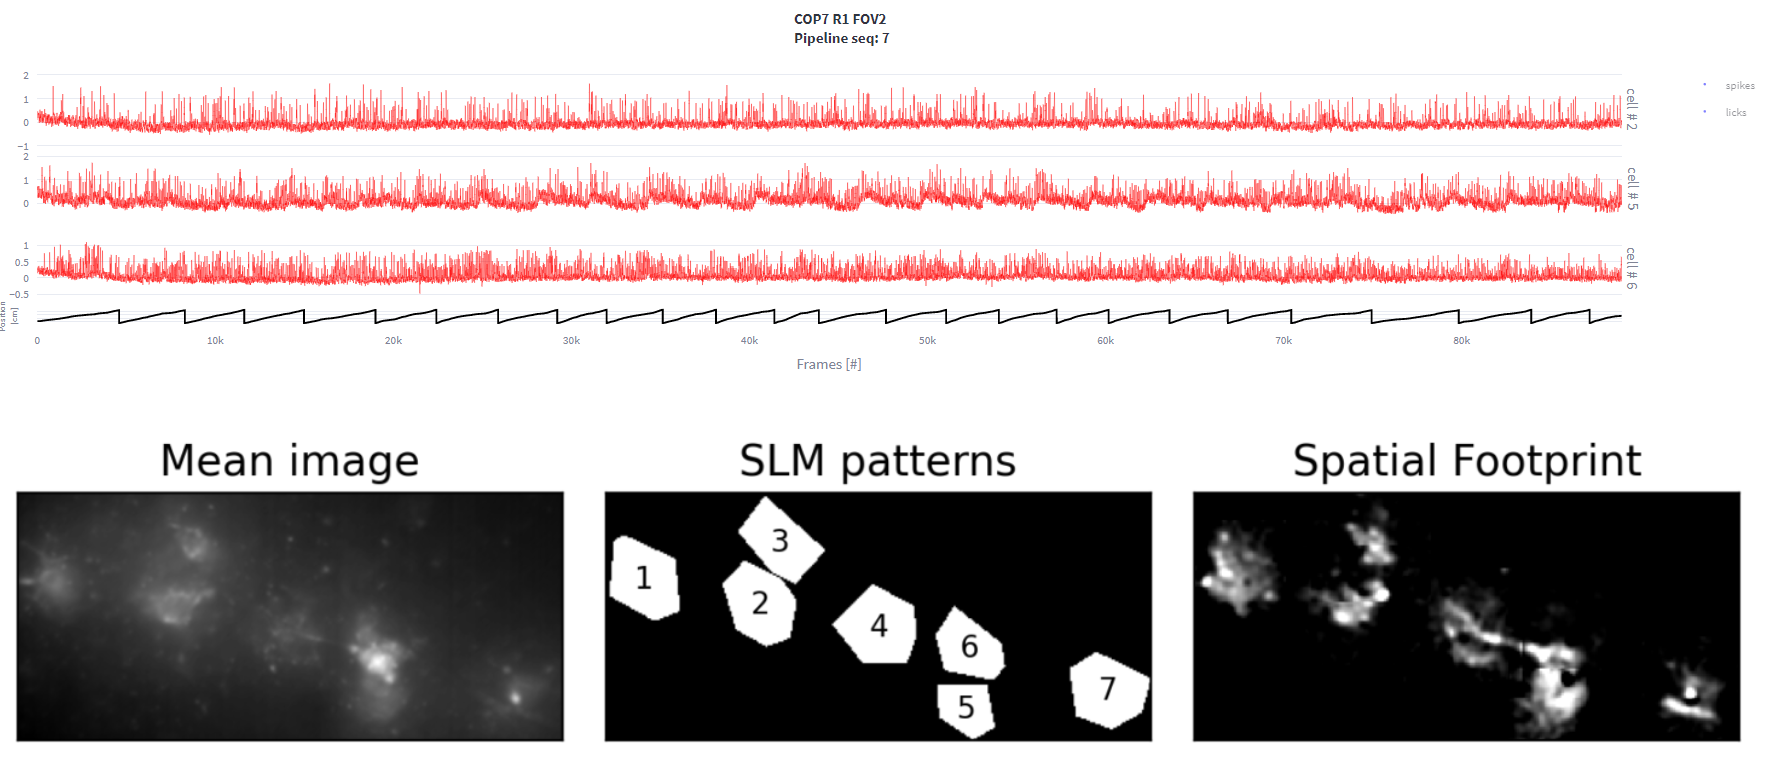 COP7 R1 FOV2
Pipeline seq: 7
2
1
0
−1
cell # 2
spikes
licks
2
1
0
cell # 5
1
0.5
0
−0.5
cell # 6
Position
[cm]
0
10k
20k
30k
40k
50k
60k
70k
80k
Frames [#]
Mean image
SLM patterns
Spatial Footprint
1
2
3
4
5
6
7